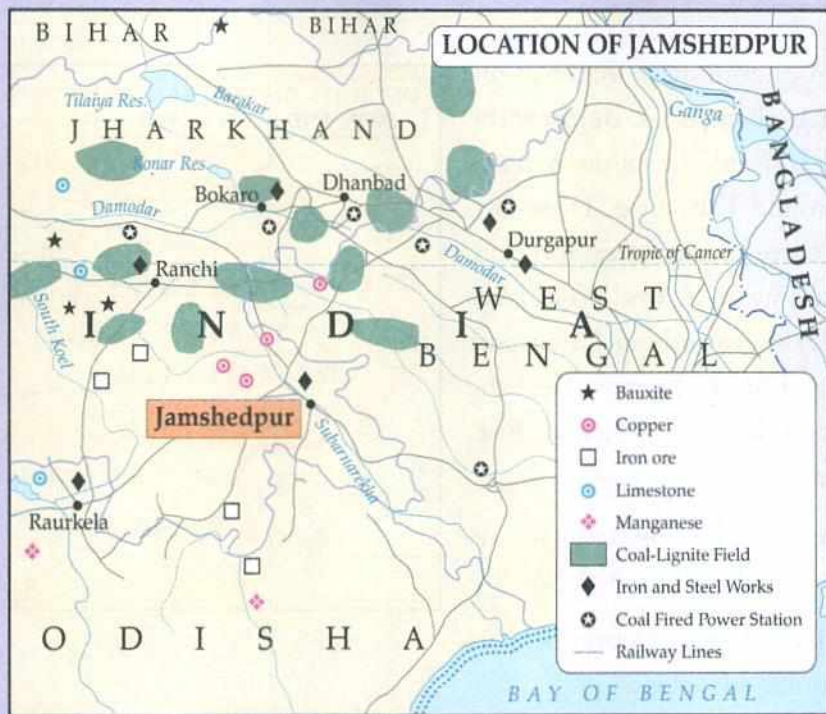 LOCATION OF JAMSHEDPUR
BIHAR
BIHAR
Tilaiya Res.
Barakar
Ganga
BANGLADESH
JHARKHAND
Konar Res.
Bokaro
Dhanbad
Damodar
Durgapur
Damodar
Tropic of Cancer
Ranchi
South Koel
WEST
INDIA
BENGAL
Jamshedpur
Subarnarekha
Raurkela
ODISHA
BAY OF BENGAL
Bauxite
Copper
Iron ore
Limestone
Manganese
Coal-Lignite Field
Iron and Steel Works
Coal Fired Power Station
Railway Lines